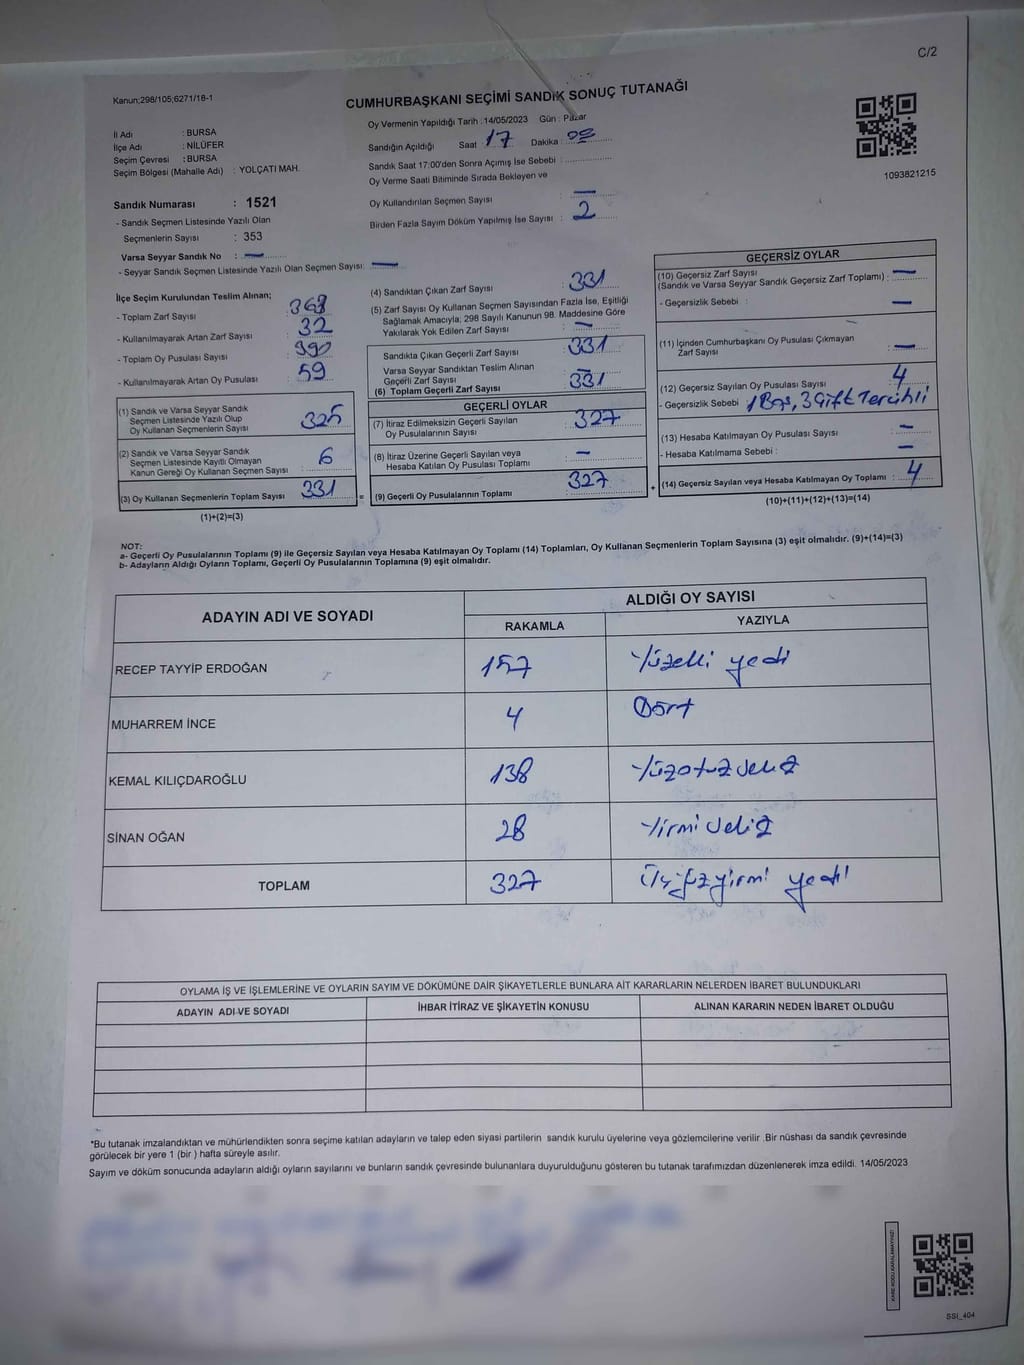 C/2
Kanun;298/105;6271/18-1
CUMHURBAŞKANI SEÇİMİ SANDIK SONUÇ TUTANAĞI
İl Adı : BURSA
İlçe Adı : NİLÜFER
Seçim Çevresi : BURSA
Seçim Bölgesi (Mahalle Adı) : YOLÇATI MAH.
Sandık Numarası : 1521
- Sandık Seçmen Listesinde Yazılı Olan
Seçmenlerin Sayısı : 353
Varsa Seyyar Sandık No : —
- Seyyar Sandık Seçmen Listesinde Yazılı Olan Seçmen Sayısı: —
Oy Vermenin Yapıldığı Tarih :14/05/2023 Gün : Pazar
Sandığın Açıldığı Saat 17 Dakika
Sandık Saat 17:00'den Sonra Açımış İse Sebebi :
Oy Verme Saati Bitiminde Sırada Bekleyen ve
Oy Kullandırılan Seçmen Sayısı —
Birden Fazla Sayım Döküm Yapılmış İse Sayısı : 2
1093821215
İlçe Seçim Kurulundan Teslim Alınan;
- Toplam Zarf Sayısı : 363
- Kullanılmayarak Artan Zarf Sayısı : 32
- Toplam Oy Pusulası Sayısı : 390
- Kullanılmayarak Artan Oy Pusulası : 59
(1) Sandık ve Varsa Seyyar Sandık
Seçmen Listesinde Yazılı Olup
Oy Kullanan Seçmenlerin Sayısı 325
(2) Sandık ve Varsa Seyyar Sandık
Seçmen Listesinde Kayıtlı Olmayan
Kanun Gereği Oy Kullanan Seçmen Sayısı : 6
(3) Oy Kullanan Seçmenlerin Toplam Sayısı 331 =
(1)+(2)=(3)
(4) Sandıktan Çıkan Zarf Sayısı 331
(5) Zarf Sayısı Oy Kullanan Seçmen Sayısından Fazla İse, Eşitliği
Sağlamak Amacıyla; 298 Sayılı Kanunun 98. Maddesine Göre
Yakılarak Yok Edilen Zarf Sayısı : —
Sandıkta Çıkan Geçerli Zarf Sayısı 331
Varsa Seyyar Sandıktan Teslim Alınan
Geçerli Zarf Sayısı : —
(6) Toplam Geçerli Zarf Sayısı 331
GEÇERLİ OYLAR
(7) İtiraz Edilmeksizin Geçerli Sayılan
Oy Pusulalarının Sayısı : 327
(8) İtiraz Üzerine Geçerli Sayılan veya
Hesaba Katılan Oy Pusulası Toplamı : —
(9) Geçerli Oy Pusulalarının Toplamı 327 +
GEÇERSİZ OYLAR
(10) Geçersiz Zarf Sayısı
(Sandık ve Varsa Seyyar Sandık Geçersiz Zarf Toplamı) : —
- Geçersizlik Sebebi : —
(11) İçinden Cumhurbaşkanı Oy Pusulası Çıkmayan
Zarf Sayısı —
(12) Geçersiz Sayılan Oy Pusulası Sayısı 4
- Geçersizlik Sebebi 1 Boş, 3 Çift Tercihli
(13) Hesaba Katılmayan Oy Pusulası Sayısı : —
- Hesaba Katılmama Sebebi : —
(14) Geçersiz Sayılan veya Hesaba Katılmayan Oy Toplamı : 4
(10)+(11)+(12)+(13)=(14)
NOT:
a- Geçerli Oy Pusulalarının Toplamı (9) ile Geçersiz Sayılan veya Hesaba Katılmayan Oy Toplamı (14) Toplamları, Oy Kullanan Seçmenlerin Toplam Sayısına (3) eşit olmalıdır. (9)+(14)=(3)
b- Adayların Aldığı Oyların Toplamı, Geçerli Oy Pusulalarının Toplamına (9) eşit olmalıdır.
ADAYIN ADI VE SOYADI ALDIĞI OY SAYISI
RAKAMLA YAZIYLA
RECEP TAYYİP ERDOĞAN 157 Yüzelli yedi
MUHARREM İNCE 4 Dört
KEMAL KILIÇDAROĞLU 138 Yüzotuz sekiz
SİNAN OĞAN 28 Yirmi sekiz
TOPLAM 327 Üçyüzyirmi yedi
OYLAMA İŞ VE İŞLEMLERİNE VE OYLARIN SAYIM VE DÖKÜMÜNE DAİR ŞİKAYETLERLE BUNLARA AİT KARARLARIN NELERDEN İBARET BULUNDUKLARI
ADAYIN ADI VE SOYADI İHBAR İTİRAZ VE ŞİKAYETİN KONUSU ALINAN KARARIN NEDEN İBARET OLDUĞU
*Bu tutanak imzalandıktan ve mühürlendikten sonra seçime katılan adayların ve talep eden siyasi partilerin sandık kurulu üyelerine veya gözlemcilerine verilir .Bir nüshası da sandık çevresinde
görülecek bir yere 1 (bir ) hafta süreyle asılır.
Sayım ve döküm sonucunda adayların aldığı oyların sayılarını ve bunların sandık çevresinde bulunanlara duyurulduğunu gösteren bu tutanak tarafımızdan düzenlenerek imza edildi. 14/05/2023
KARE KODU KARALAMAYINIZ!
SSI_404